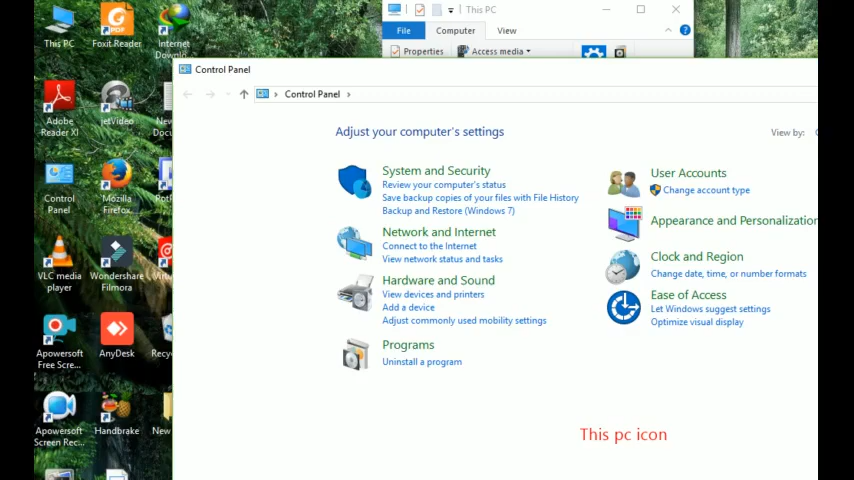 This PC
File
Computer
View
Properties
Access media
Control Panel
Control Panel
Adjust your computer's settings
View by:
System and Security
Review your computer's status
Save backup copies of your files with File History
Backup and Restore (Windows 7)
Network and Internet
Connect to the Internet
View network status and tasks
Hardware and Sound
View devices and printers
Add a device
Adjust commonly used mobility settings
Programs
Uninstall a program
User Accounts
Change account type
Appearance and Personalization
Clock and Region
Change date, time, or number formats
Ease of Access
Let Windows suggest settings
Optimize visual display
This pc icon
This PC
Foxit Reader
PDF
Internet
Downlo...
Adobe
Reader XI
jetVideo
New
Docu
Control
Panel
Mozilla
Firefox
VLC media
player
Wondershare
Filmora
Apowersoft
Free Scre...
AnyDesk
Recyc
Apowersoft
Screen Rec...
Handbrake
New